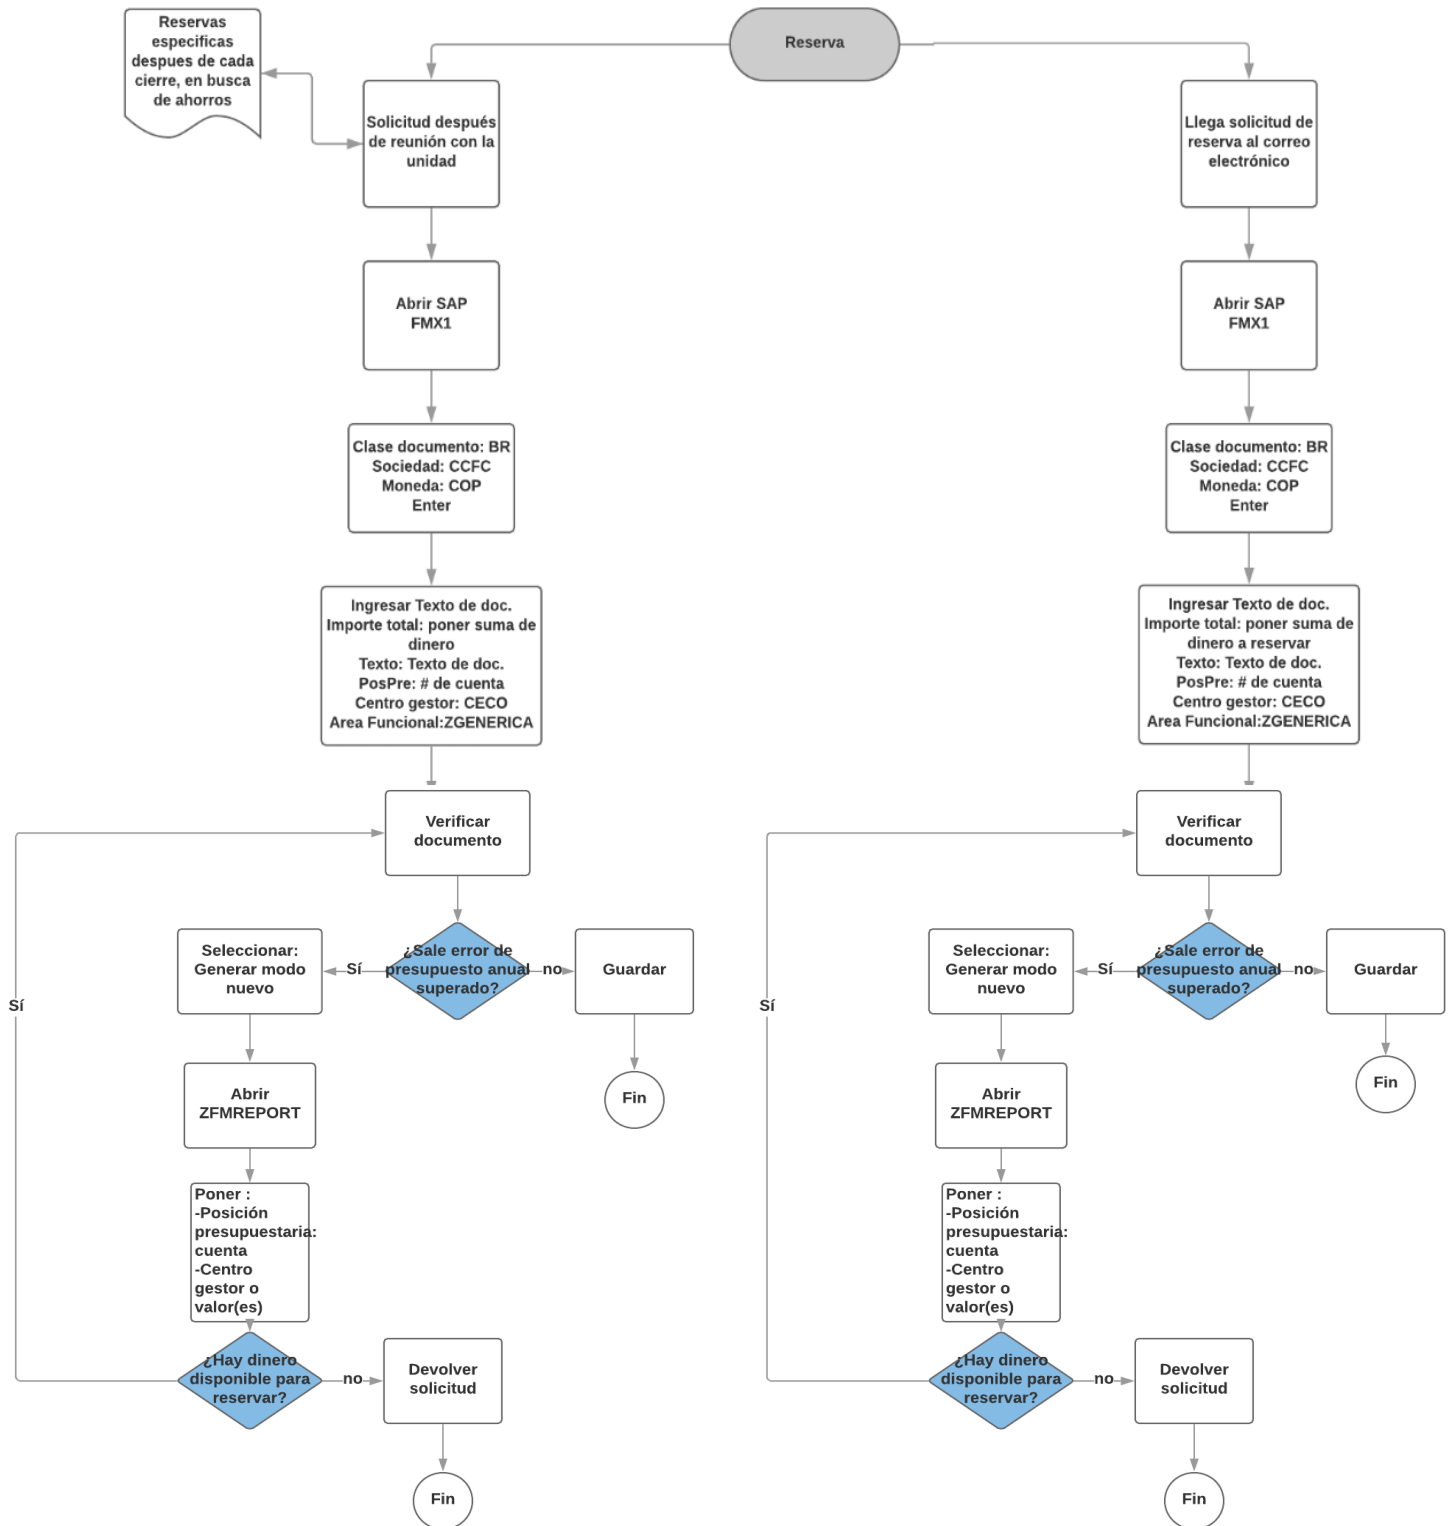 Reserva
Reservas
especificas
despues de cada
cierre, en busca
de ahorros
Solicitud después
de reunión con la
unidad
Abrir SAP
FMX1
Clase documento: BR
Sociedad: CCFC
Moneda: COP
Enter
Ingresar Texto de doc.
Importe total: poner suma de
dinero
Texto: Texto de doc.
PosPre: # de cuenta
Centro gestor: CECO
Area Funcional:ZGENERICA
Verificar
documento
¿Sale error de
presupuesto anual
superado?
Sí
no
Seleccionar:
Generar modo
nuevo
Guardar
Fin
Sí
Abrir
ZFMREPORT
Poner :
-Posición
presupuestaria:
cuenta
-Centro
gestor o
valor(es)
¿Hay dinero
disponible para
reservar?
no
Devolver
solicitud
Fin
Llega solicitud de
reserva al correo
electrónico
Abrir SAP
FMX1
Clase documento: BR
Sociedad: CCFC
Moneda: COP
Enter
Ingresar Texto de doc.
Importe total: poner suma de
dinero a reservar
Texto: Texto de doc.
PosPre: # de cuenta
Centro gestor: CECO
Area Funcional:ZGENERICA
Verificar
documento
¿Sale error de
presupuesto anual
superado?
Sí
no
Seleccionar:
Generar modo
nuevo
Guardar
Fin
Sí
Abrir
ZFMREPORT
Poner :
-Posición
presupuestaria:
cuenta
-Centro
gestor o
valor(es)
¿Hay dinero
disponible para
reservar?
no
Devolver
solicitud
Fin